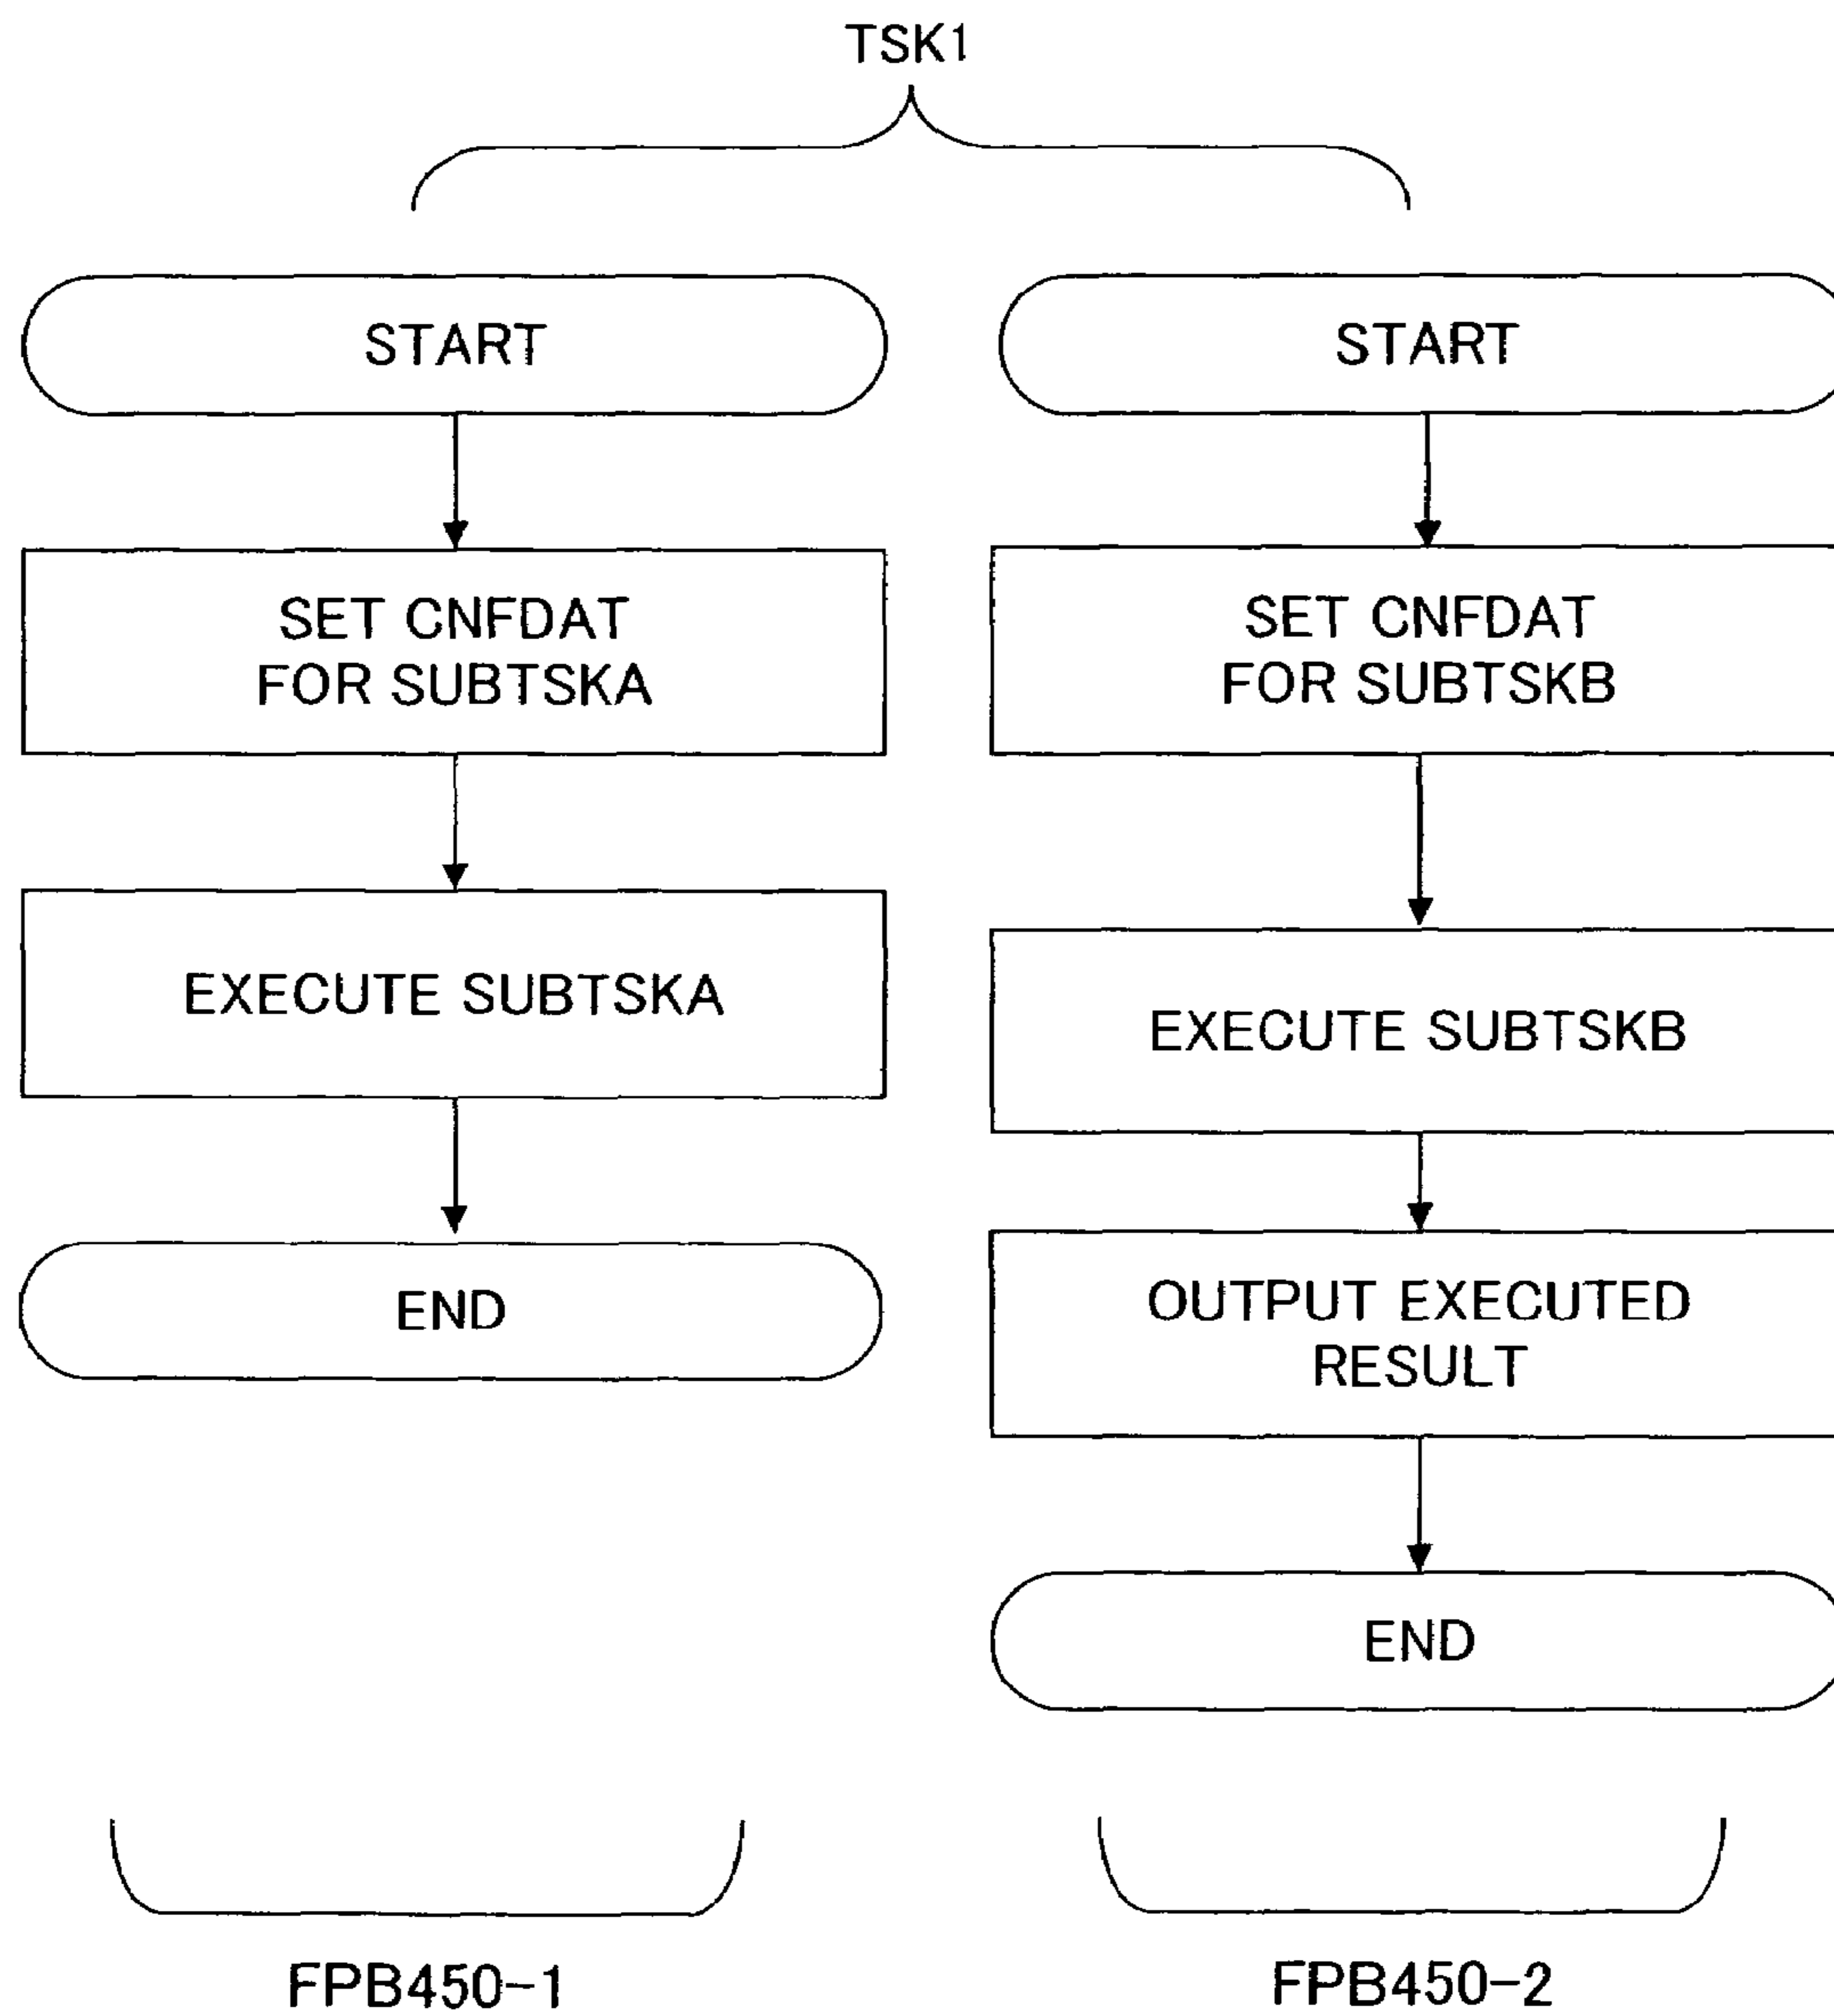 TSK1
START
SET CNFDAT
FOR SUBTSKA
EXECUTE SUBTSKA
END
FPB450-1
START
SET CNFDAT
FOR SUBTSKB
EXECUTE SUBTSKB
OUTPUT EXECUTED
RESULT
END
FPB450-2